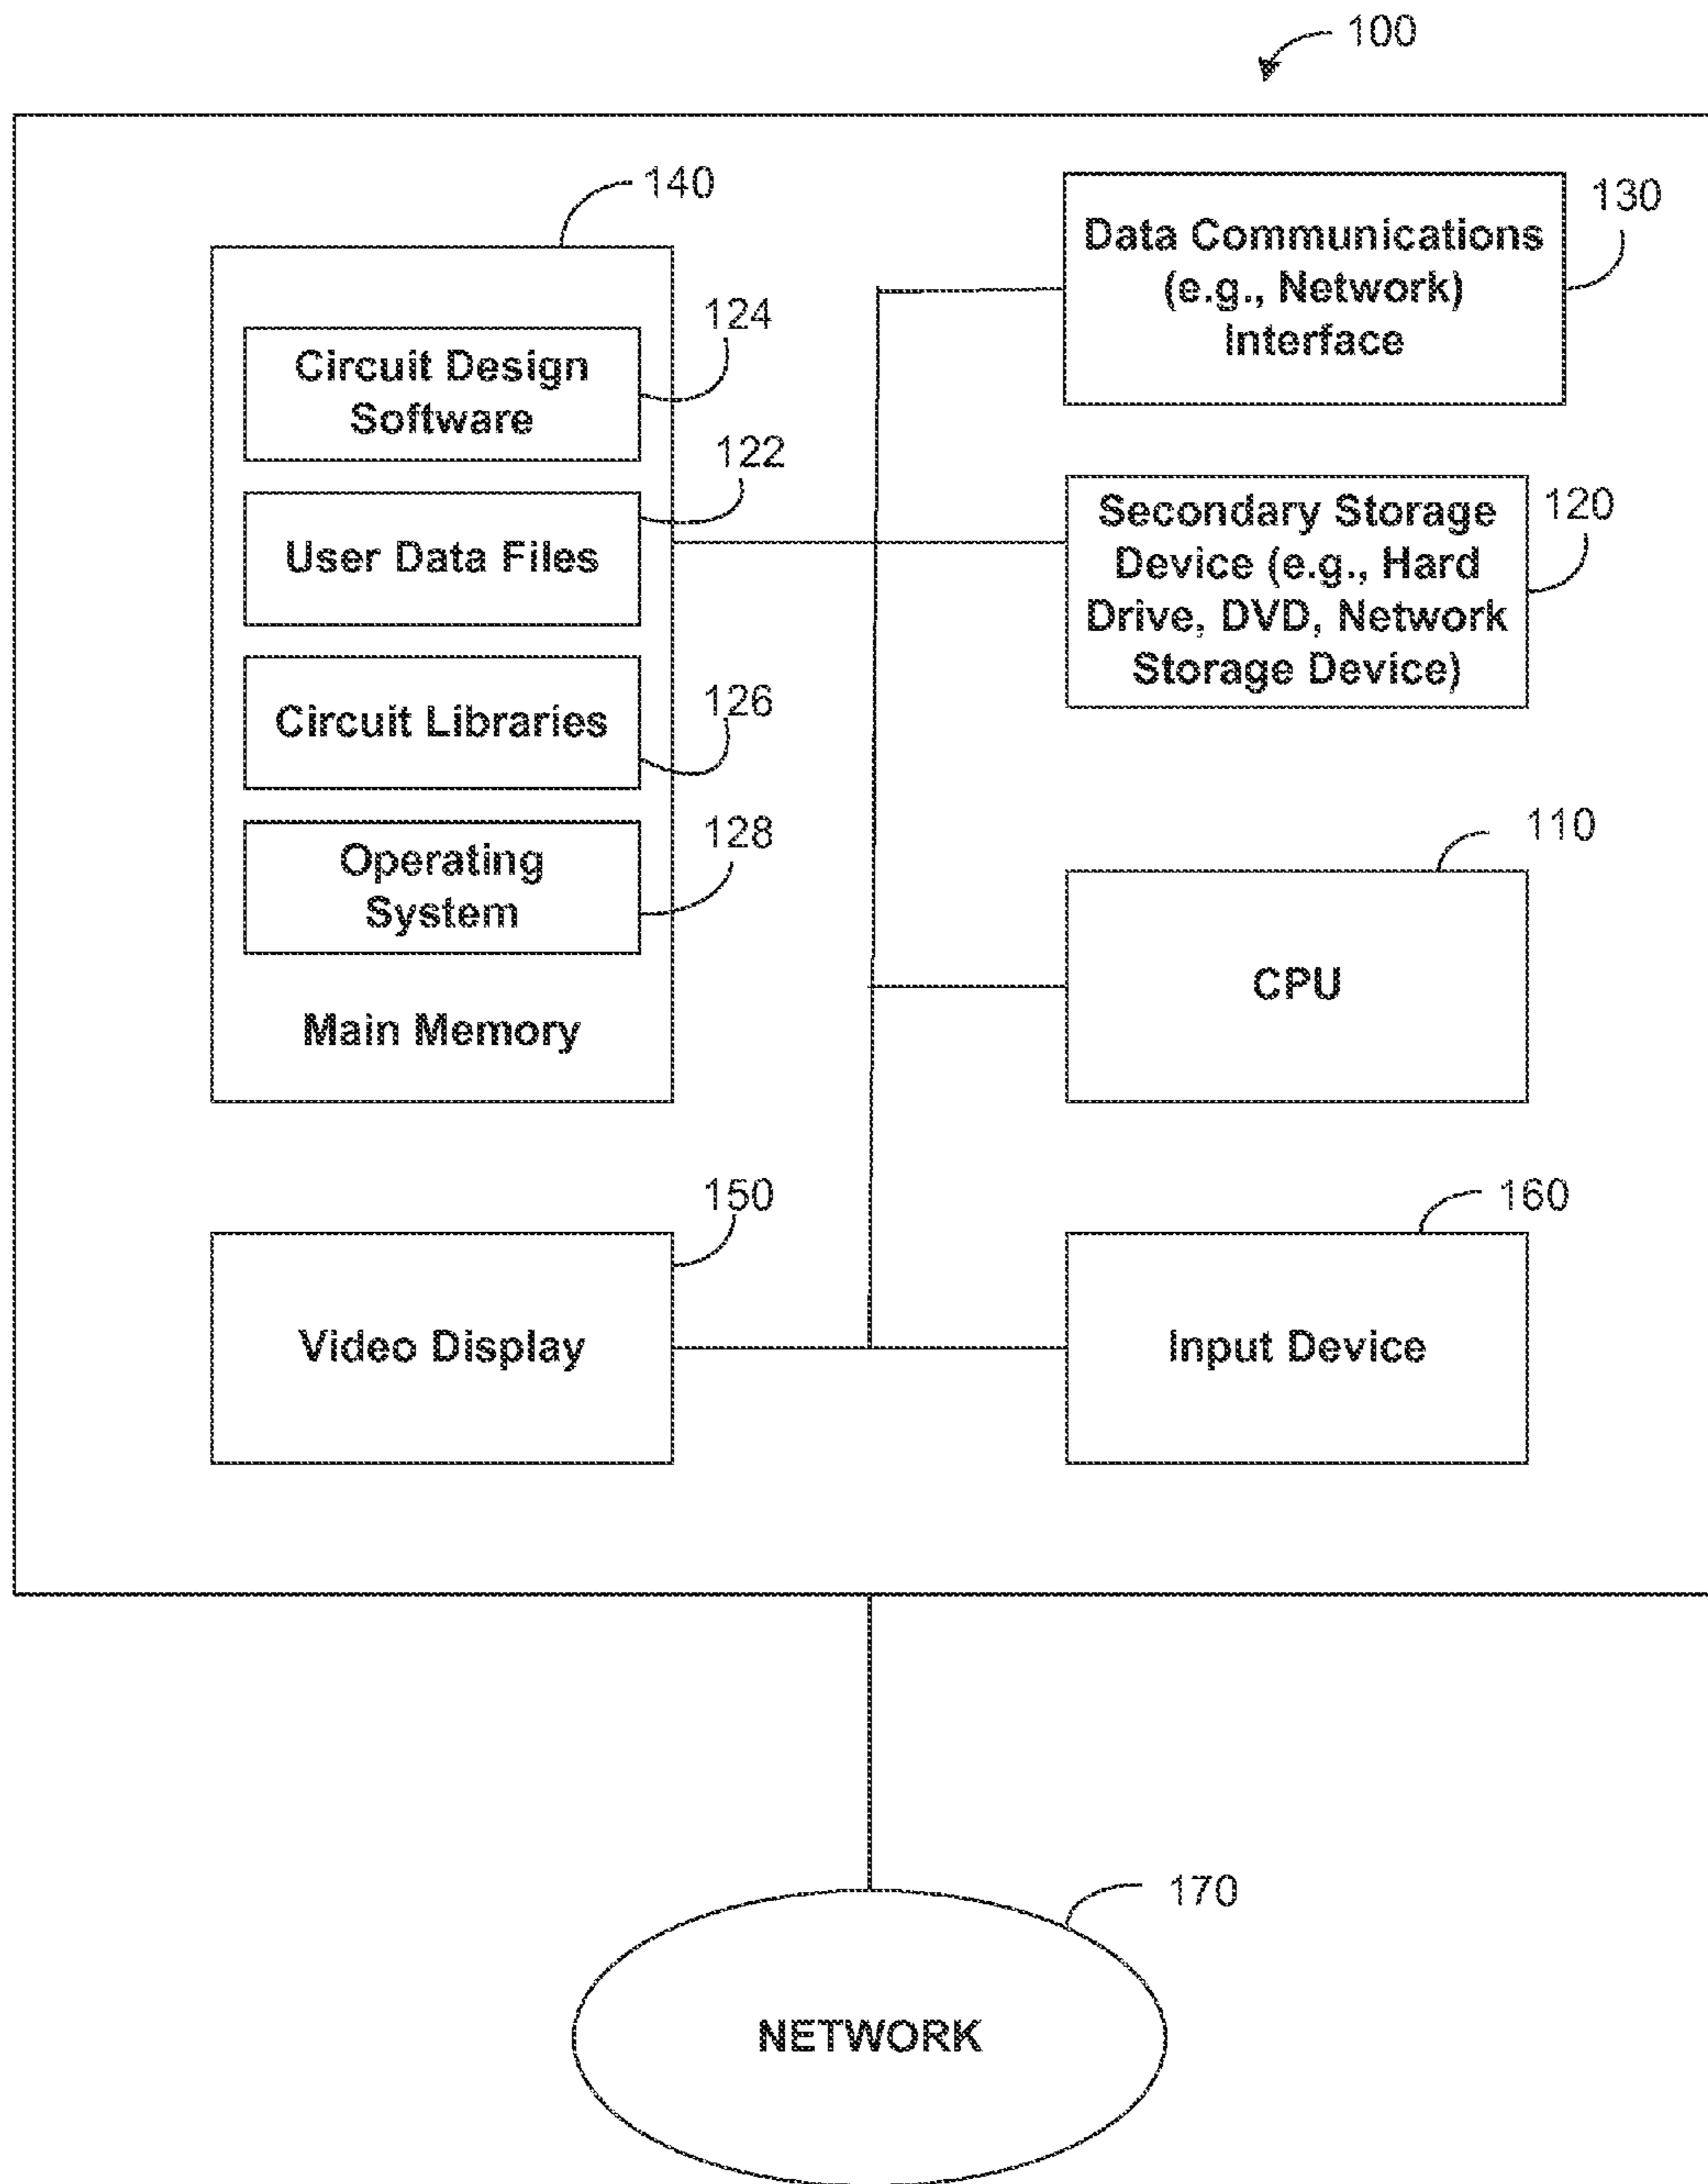 100
140
130
Data Communications
(e.g., Network)
Interface
124
Circuit Design
Software
122
User Data Files
Secondary Storage
Device (e.g., Hard
Drive, DVD, Network
Storage Device)
120
126
Circuit Libraries
128
Operating
System
Main Memory
110
CPU
150
Video Display
160
Input Device
170
NETWORK